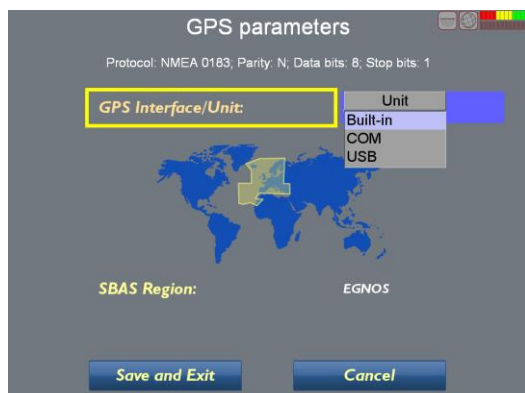 GPS parameters
Protocol: NMEA 0183; Parity: N; Data bits: 8; Stop bits: 1
GPS Interface/Unit:
Unit
Built-in
COM
USB
SBAS Region: EGNOS
Save and Exit Cancel